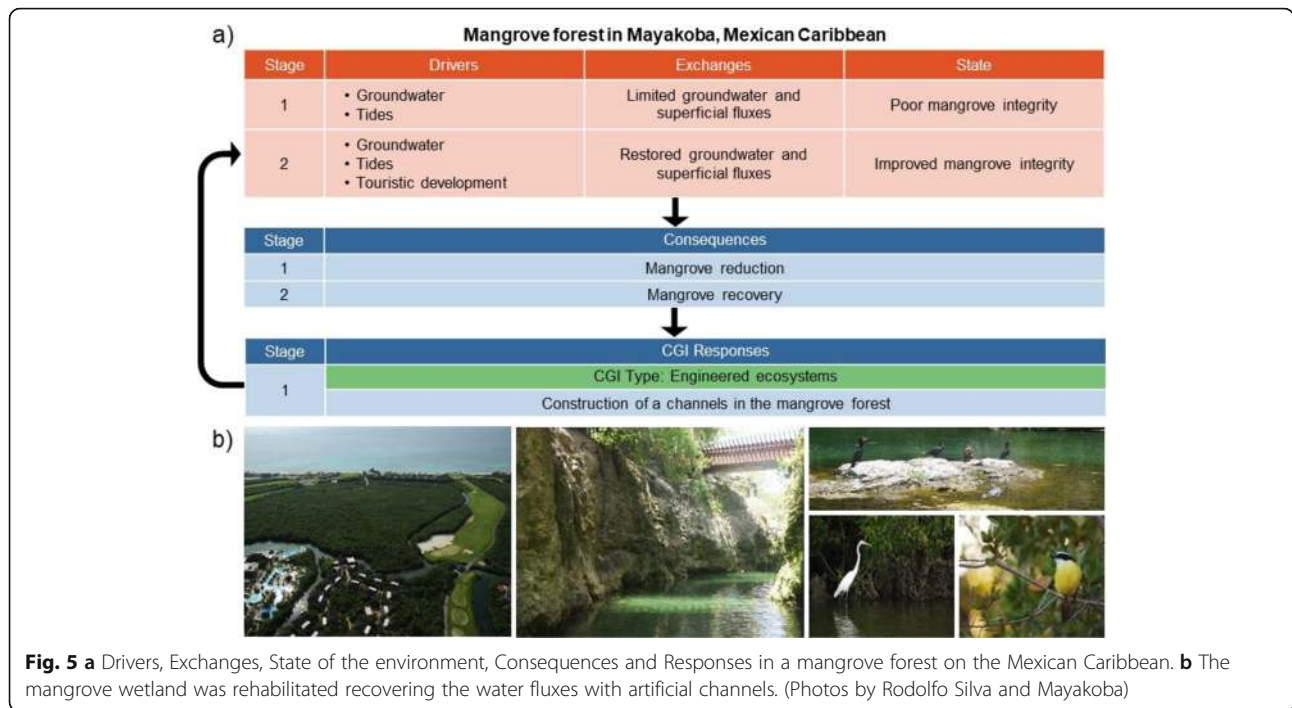 a)
Mangrove forest in Mayakoba, Mexican Caribbean
Stage Drivers Exchanges State
1
• Groundwater
• Tides
Limited groundwater and
superficial fluxes
Poor mangrove integrity
2
• Groundwater
• Tides
• Touristic development
Restored groundwater and
superficial fluxes
Improved mangrove integrity
Stage Consequences
1 Mangrove reduction
2 Mangrove recovery
Stage CGI Responses
1
CGI Type: Engineered ecosystems
Construction of a channels in the mangrove forest
b)
Fig. 5 a Drivers, Exchanges, State of the environment, Consequences and Responses in a mangrove forest on the Mexican Caribbean. b The
mangrove wetland was rehabilitated recovering the water fluxes with artificial channels. (Photos by Rodolfo Silva and Mayakoba)